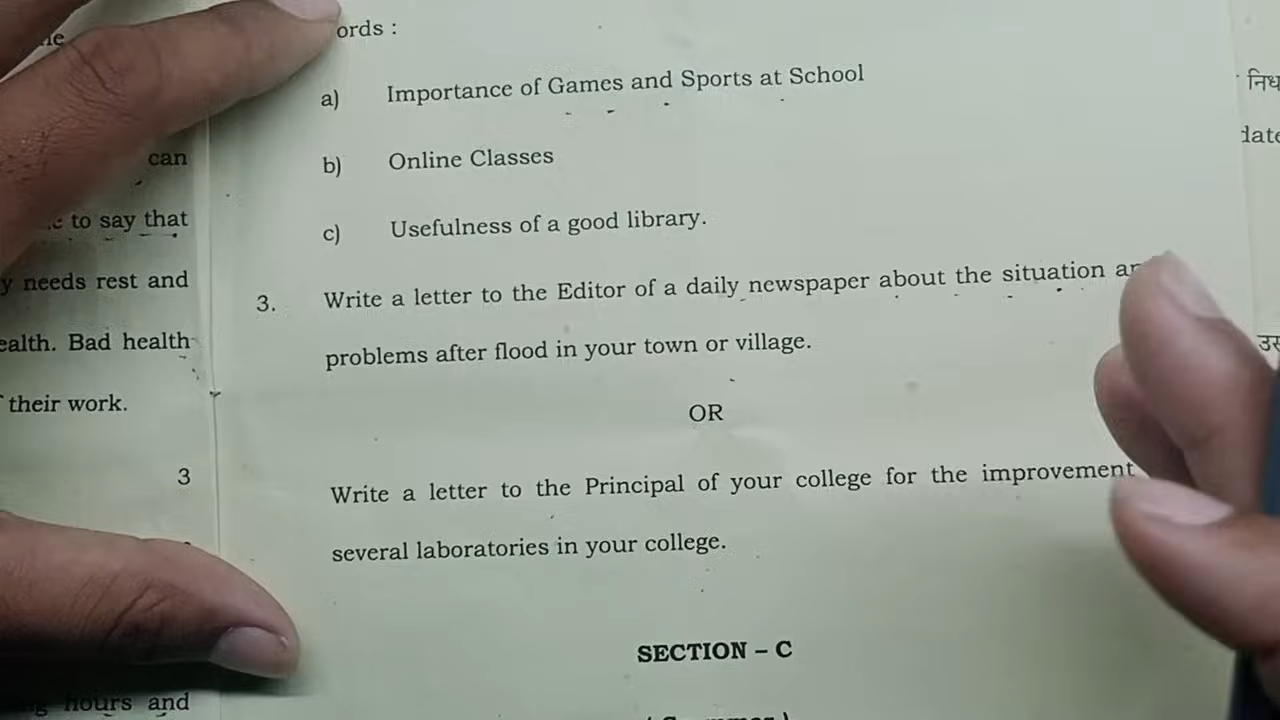 ords :
a) Importance of Games and Sports at School
b) Online Classes
c) Usefulness of a good library.
3. Write a letter to the Editor of a daily newspaper about the situation
problems after flood in your town or village.
OR
Write a letter to the Principal of your college for the improvement
several laboratories in your college.
SECTION – C
can
to say that
y needs rest and
ealth. Bad health
their work.
3
hours and
निध
date